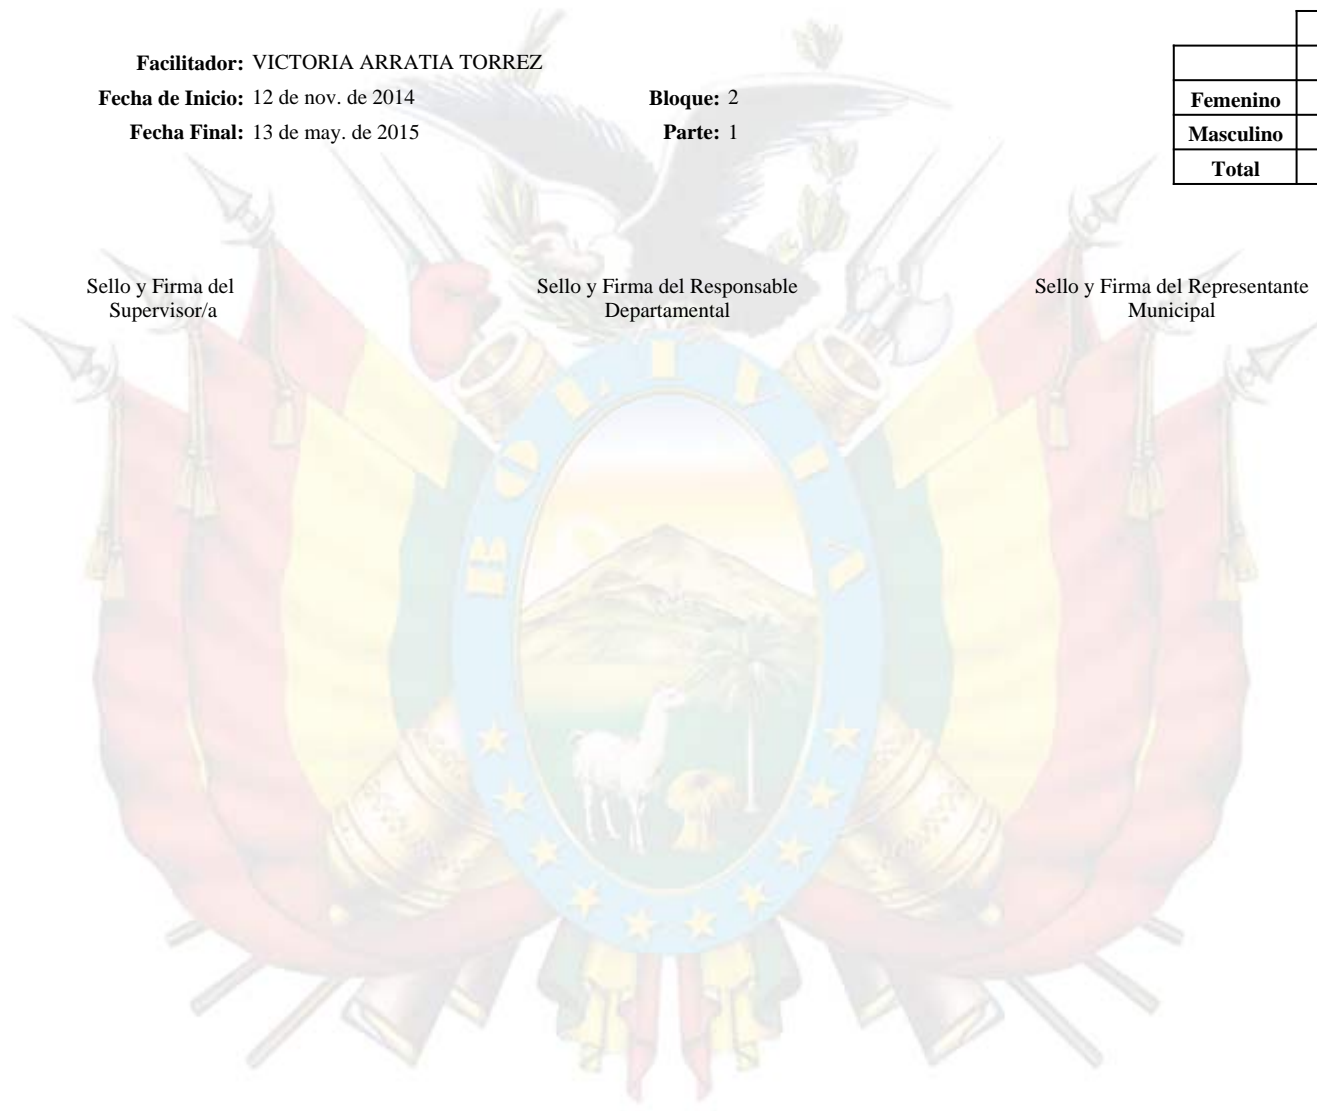 Facilitador: VICTORIA ARRATIA TORREZ
Fecha de Inicio: 12 de nov. de 2014
Bloque: 2
Fecha Final: 13 de may. de 2015
Parte: 1
Femenino
Masculino
Total
Sello y Firma del
Supervisor/a
Sello y Firma del Responsable
Departamental
Sello y Firma del Representante
Municipal
BOLIVIA